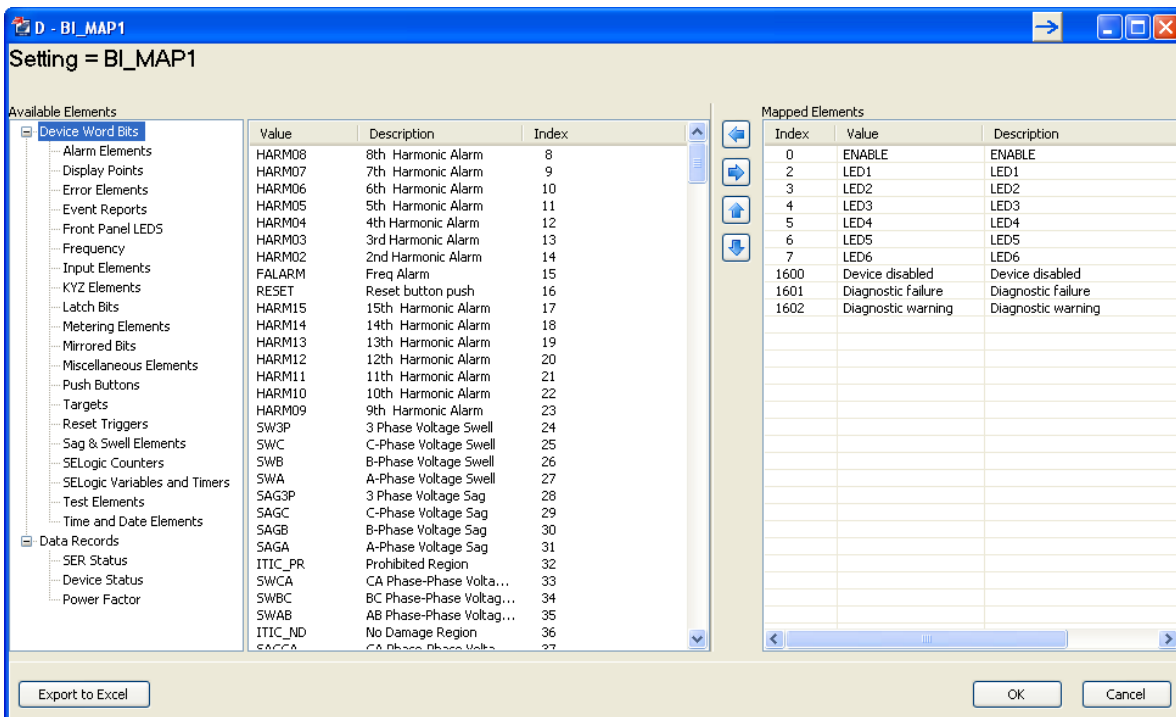 D - BI_MAP1
Setting = BI_MAP1
Available Elements
Device Word Bits
Alarm Elements
Display Points
Error Elements
Event Reports
Front Panel LEDS
Frequency
Input Elements
KYZ Elements
Latch Bits
Metering Elements
Mirrored Bits
Miscellaneous Elements
Push Buttons
Targets
Reset Triggers
Sag & Swell Elements
SELogic Counters
SELogic Variables and Timers
Test Elements
Time and Date Elements
Data Records
SER Status
Device Status
Power Factor
Value Description Index
HARM08 8th Harmonic Alarm 8
HARM07 7th Harmonic Alarm 9
HARM06 6th Harmonic Alarm 10
HARM05 5th Harmonic Alarm 11
HARM04 4th Harmonic Alarm 12
HARM03 3rd Harmonic Alarm 13
HARM02 2nd Harmonic Alarm 14
FALARM Freq Alarm 15
RESET Reset button push 16
HARM15 15th Harmonic Alarm 17
HARM14 14th Harmonic Alarm 18
HARM13 13th Harmonic Alarm 19
HARM12 12th Harmonic Alarm 20
HARM11 11th Harmonic Alarm 21
HARM10 10th Harmonic Alarm 22
HARM09 9th Harmonic Alarm 23
SW3P 3 Phase Voltage Swell 24
SWC C-Phase Voltage Swell 25
SWB B-Phase Voltage Swell 26
SWA A-Phase Voltage Swell 27
SAG3P 3 Phase Voltage Sag 28
SAGC C-Phase Voltage Sag 29
SAGB B-Phase Voltage Sag 30
SAGA A-Phase Voltage Sag 31
ITIC_PR Prohibited Region 32
SWCA CA Phase-Phase Volta... 33
SWBC BC Phase-Phase Voltag... 34
SWAB AB Phase-Phase Voltag... 35
ITIC_ND No Damage Region 36
Mapped Elements
Index Value Description
0 ENABLE ENABLE
2 LED1 LED1
3 LED2 LED2
4 LED3 LED3
5 LED4 LED4
6 LED5 LED5
7 LED6 LED6
1600 Device disabled Device disabled
1601 Diagnostic failure Diagnostic failure
1602 Diagnostic warning Diagnostic warning
Export to Excel
OK
Cancel